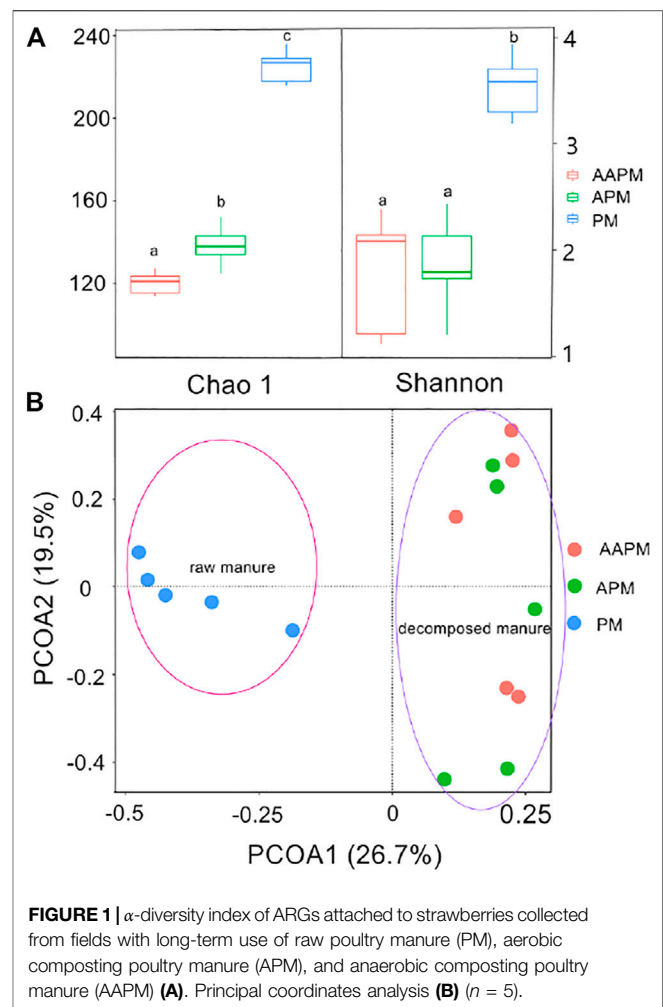 A
240
200
160
120
c
b
a
b
a
a
4
3
2
1
AAPM
APM
PM
Chao 1
Shannon
B
0.4
0.2
0
-0.2
-0.4
PCOA2 (19.5%)
raw manure
decomposed manure
AAPM
APM
PM
-0.5
-0.25
0
0.25
PCOA1 (26.7%)
FIGURE 1 | α-diversity index of ARGs attached to strawberries collected
from fields with long-term use of raw poultry manure (PM), aerobic
composting poultry manure (APM), and anaerobic composting poultry
manure (AAPM) (A). Principal coordinates analysis (B) (n = 5).